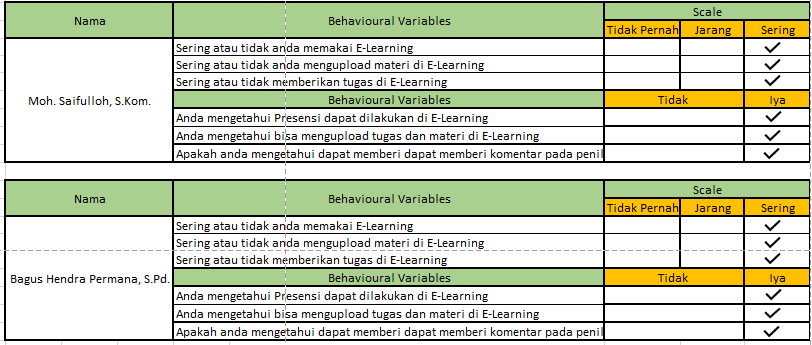 Nama Behavioural Variables Scale
Tidak Pernah Jarang Sering
Moh. Saifulloh, S.Kom.
Sering atau tidak anda memakai E-Learning ✓
Sering atau tidak anda mengupload materi di E-Learning ✓
Sering atau tidak memberikan tugas di E-Learning ✓
Behavioural Variables Tidak Iya
Anda mengetahui Presensi dapat dilakukan di E-Learning ✓
Anda mengetahui bisa mengupload tugas dan materi di E-Learning ✓
Apakah anda mengetahui dapat memberi dapat memberi komentar pada penil ✓
Nama Behavioural Variables Scale
Tidak Pernah Jarang Sering
Bagus Hendra Permana, S.Pd.
Sering atau tidak anda memakai E-Learning ✓
Sering atau tidak anda mengupload materi di E-Learning ✓
Sering atau tidak memberikan tugas di E-Learning ✓
Behavioural Variables Tidak Iya
Anda mengetahui Presensi dapat dilakukan di E-Learning ✓
Anda mengetahui bisa mengupload tugas dan materi di E-Learning ✓
Apakah anda mengetahui dapat memberi dapat memberi komentar pada penil ✓